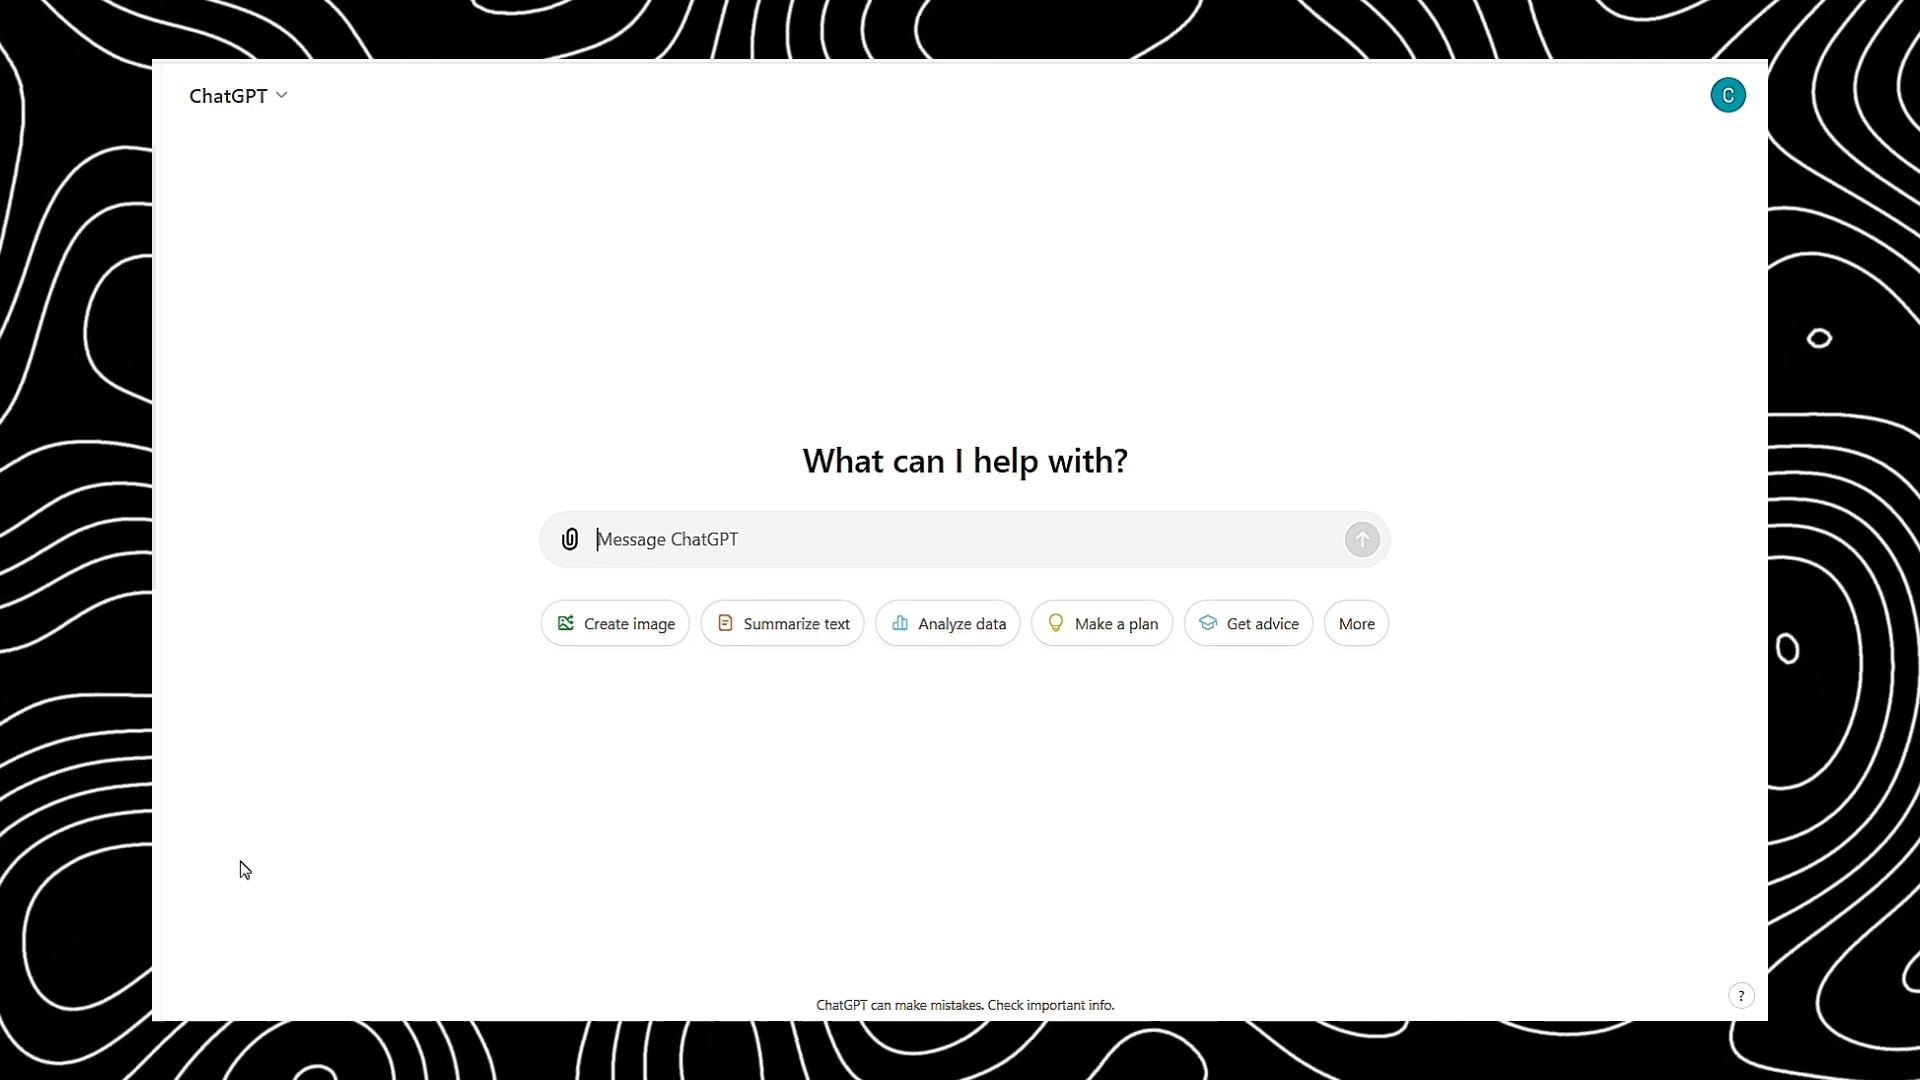 ChatGPT
C
What can I help with?
Message ChatGPT
Create image
Summarize text
Analyze data
Make a plan
Get advice
More
ChatGPT can make mistakes. Check important info.
?